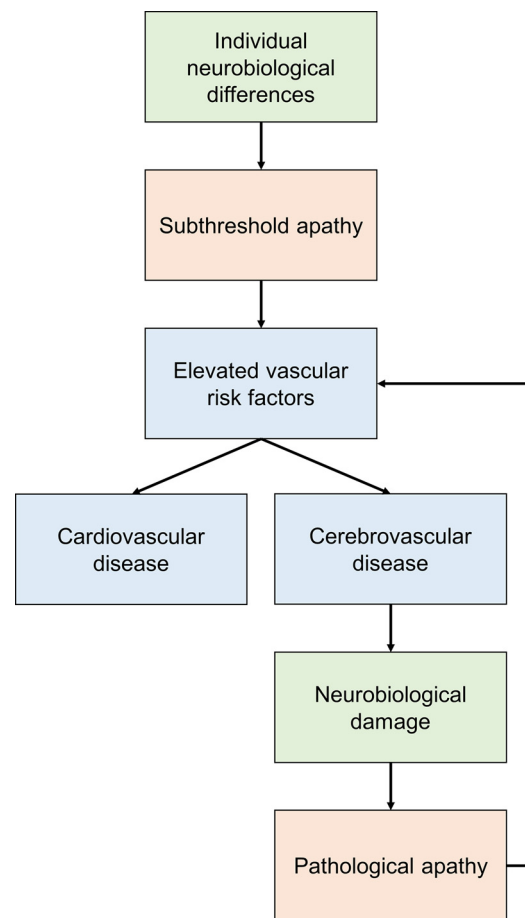 Individual
neurobiological
differences
Subthreshold apathy
Elevated vascular
risk factors
Cardiovascular
disease
Cerebrovascular
disease
Neurobiological
damage
Pathological apathy